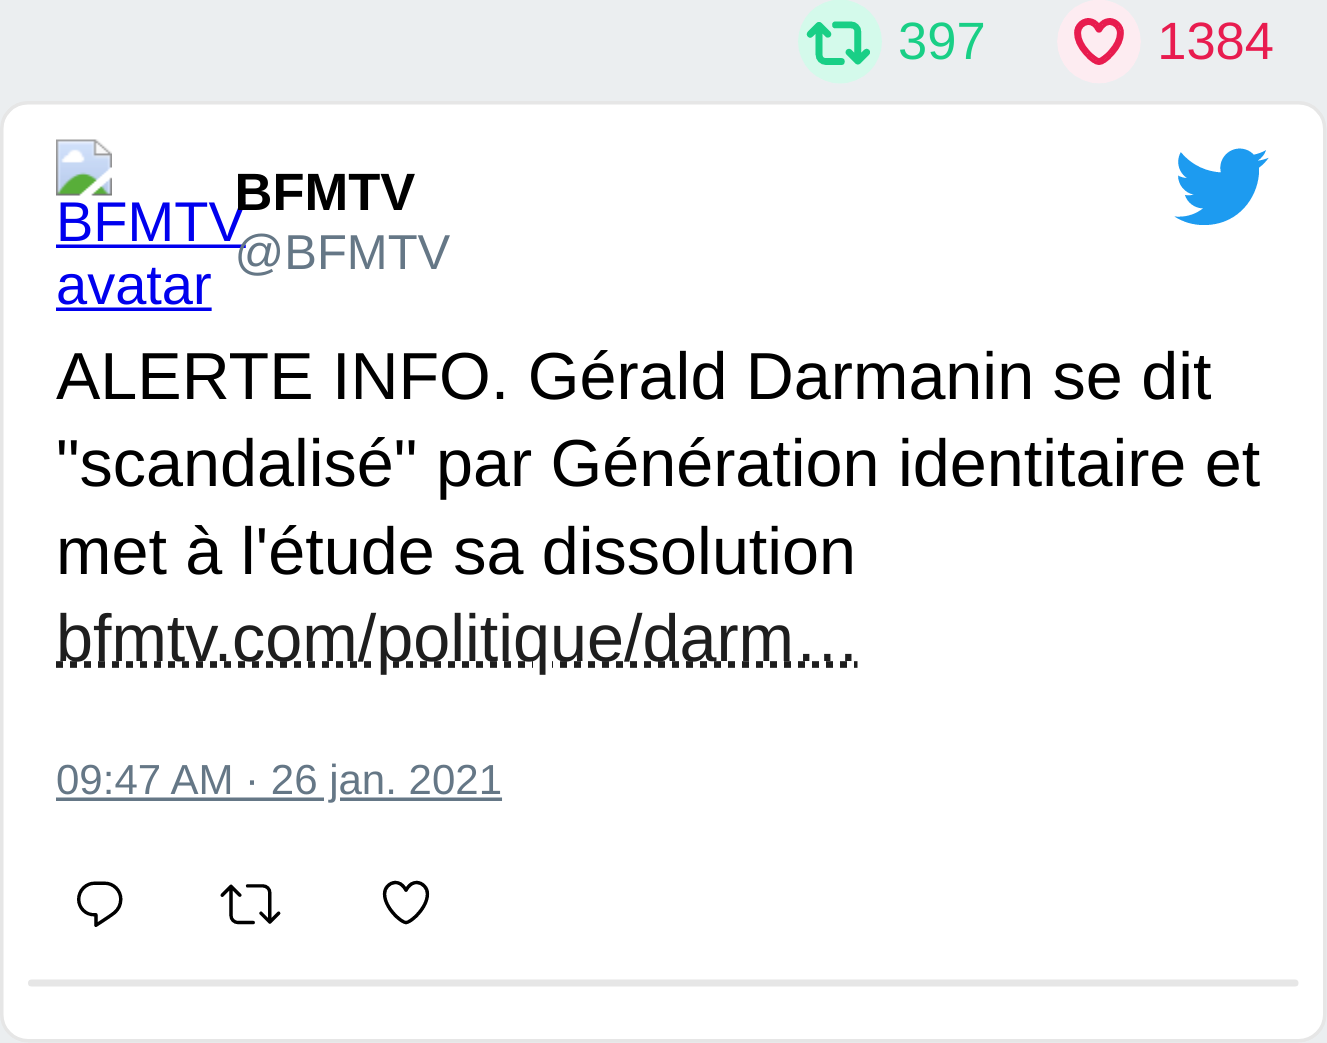 397 1384
BFMTV avatar
BFMTV
@BFMTV
ALERTE INFO. Gérald Darmanin se dit
"scandalisé" par Génération identitaire et
met à l'étude sa dissolution
bfmtv.com/politique/darm…
09:47 AM · 26 jan. 2021